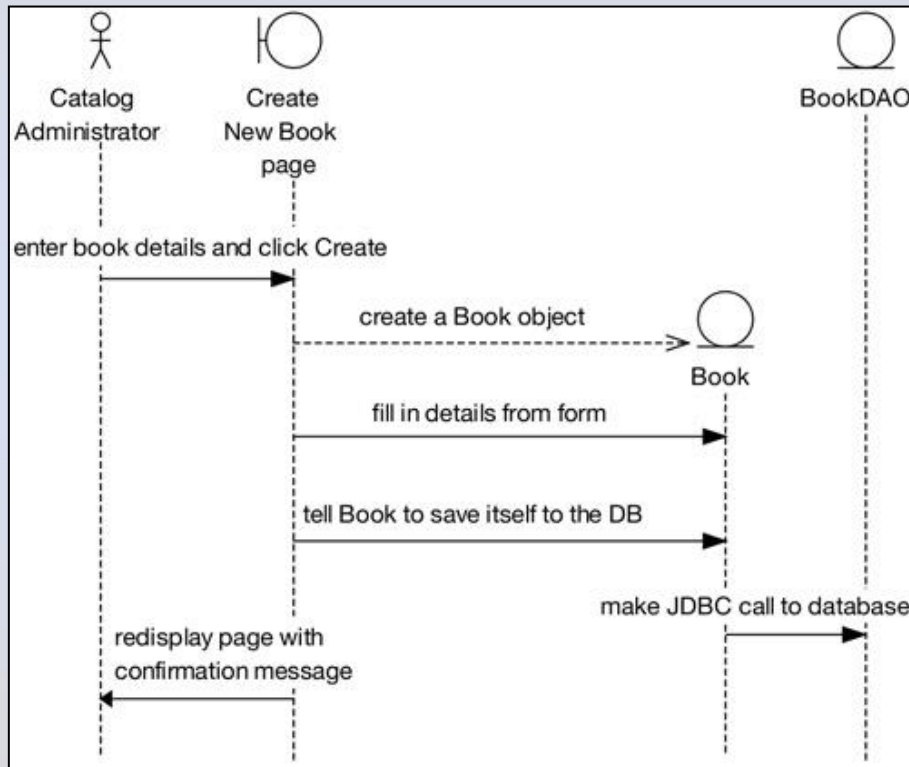 Catalog
Administrator
Create
New Book
page
BookDAO
enter book details and click Create
create a Book object
Book
fill in details from form
tell Book to save itself to the DB
make JDBC call to database
redisplay page with
confirmation message